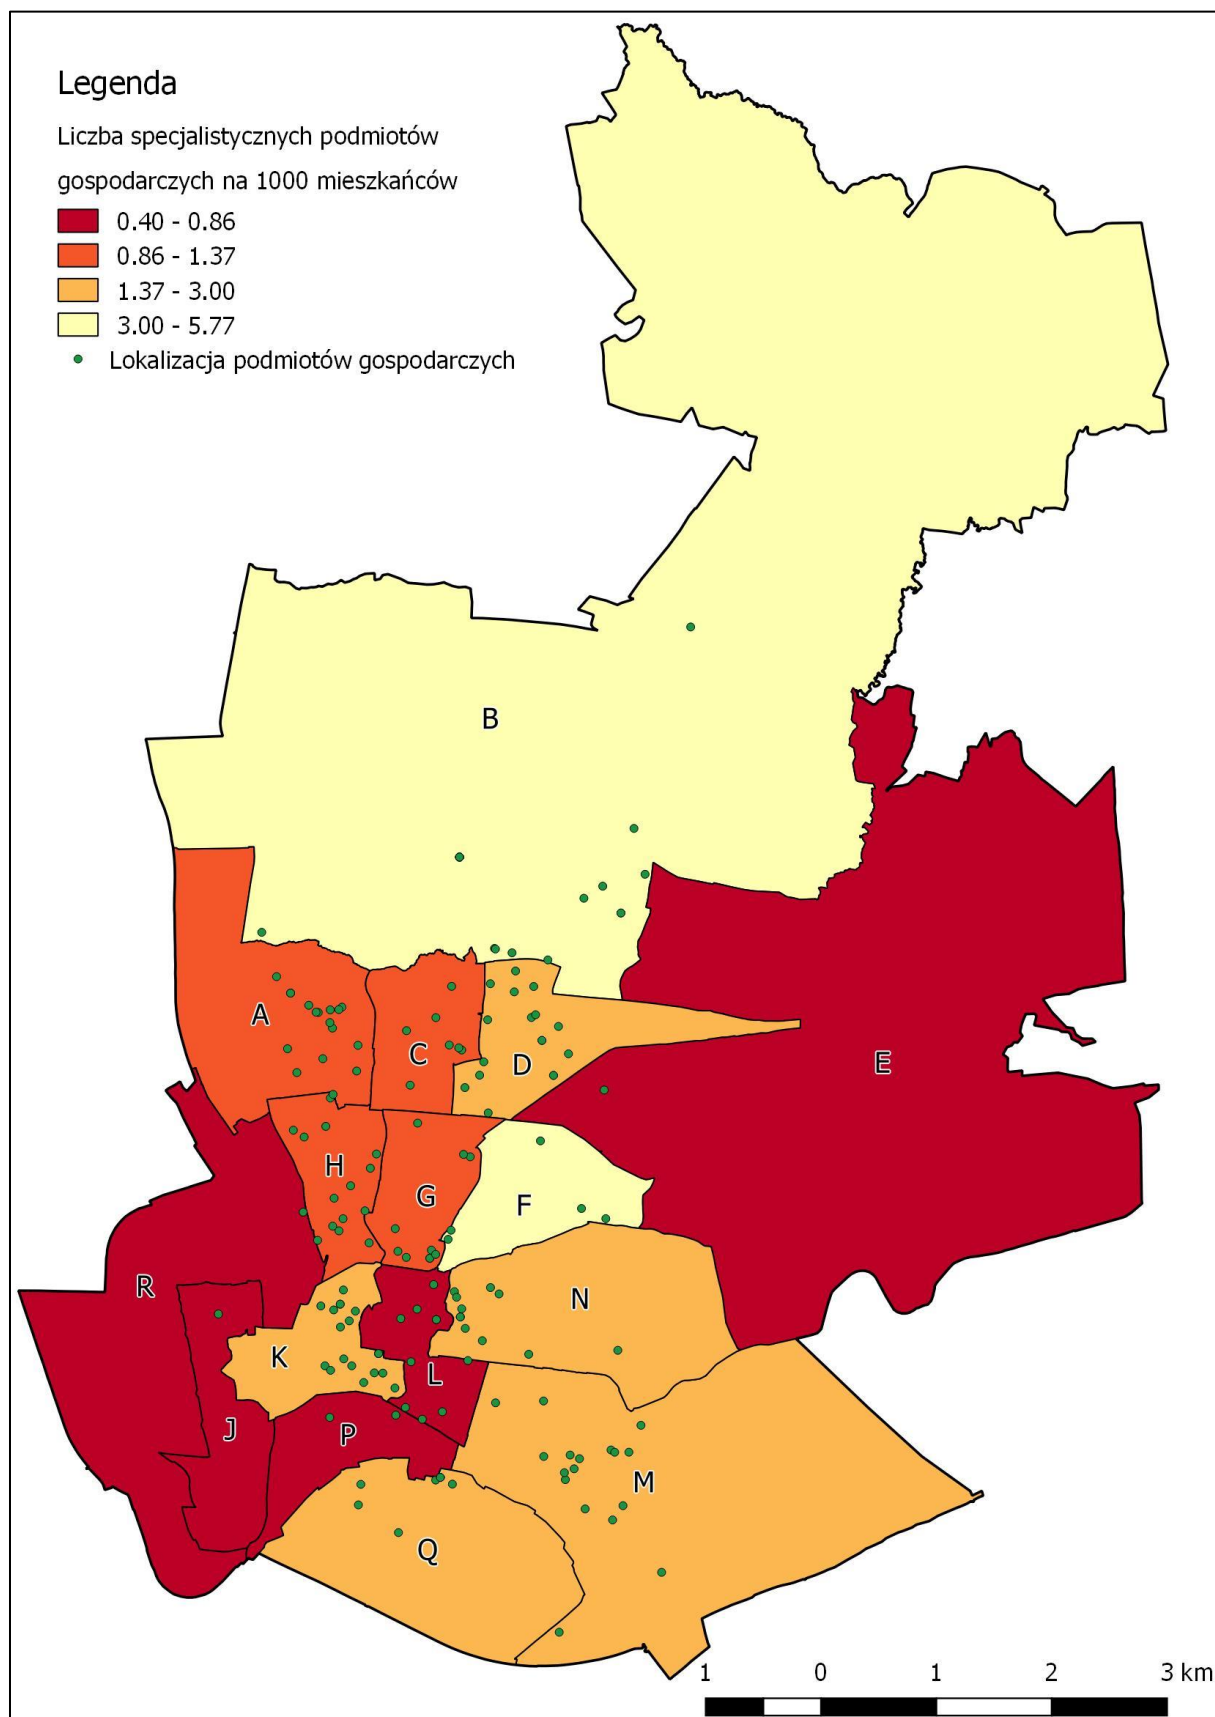 Legenda
Liczba specjalistycznych podmiotów
gospodarczych na 1000 mieszkańców
0.40 - 0.86
0.86 - 1.37
1.37 - 3.00
3.00 - 5.77
Lokalizacja podmiotów gospodarczych
B
A
C
D
E
H
G
F
R
N
K
L
J
P
M
Q
1 0 1 2 3 km